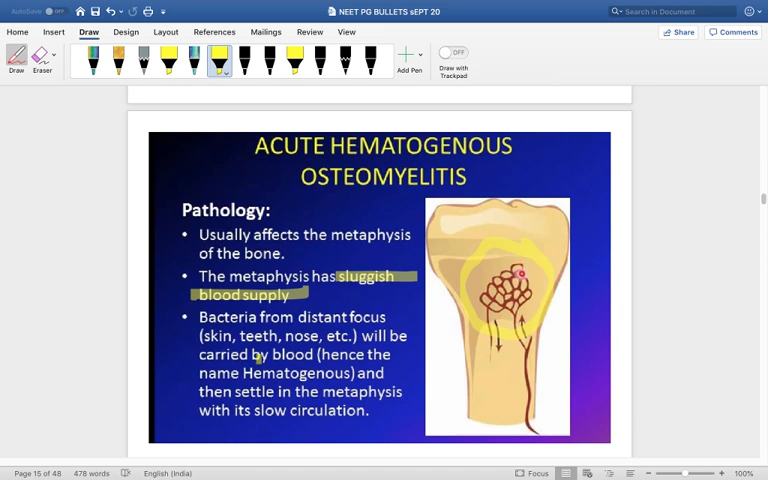 AutoSave OFF
NEET PG BULLETS sEPT 20
Search in Document
Home Insert Draw Design Layout References Mailings Review View
Share Comments
Draw Eraser Add Pen OFF Draw with
Trackpad
ACUTE HEMATOGENOUS
OSTEOMYELITIS
Pathology:
• Usually affects the metaphysis
of the bone.
• The metaphysis has sluggish
blood supply
• Bacteria from distant focus
(skin, teeth, nose, etc.) will be
carried by blood (hence the
name Hematogenous) and
then settle in the metaphysis
with its slow circulation.
Page 15 of 48 478 words English (India) Focus 100%